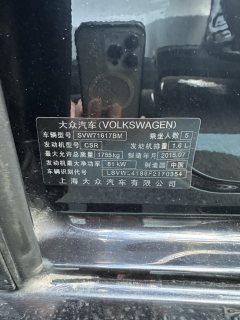 大众汽车(VOLKSWAGEN)
车辆型号 SVW71617BM 乘坐人数 5
发动机型号 CSR 发动机排量 1.6 L
最大允许总质量 1755kg 制造年月 2015.07
发动机最大净功率 81 kW 制造国 中国
车辆识别代号
上海大众汽车有限公司